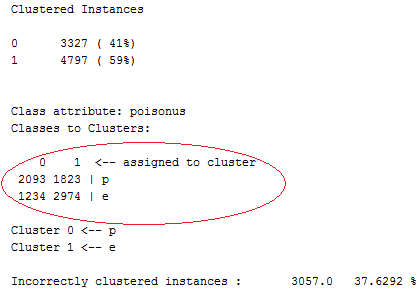 Clustered Instances
0 3327 ( 41%)
1 4797 ( 59%)
Class attribute: poisonus
Classes to Clusters:
0 1 <-- assigned to cluster
2093 1823 | p
1234 2974 | e
Cluster 0 <-- p
Cluster 1 <-- e
Incorrectly clustered instances : 3057.0 37.6292 %